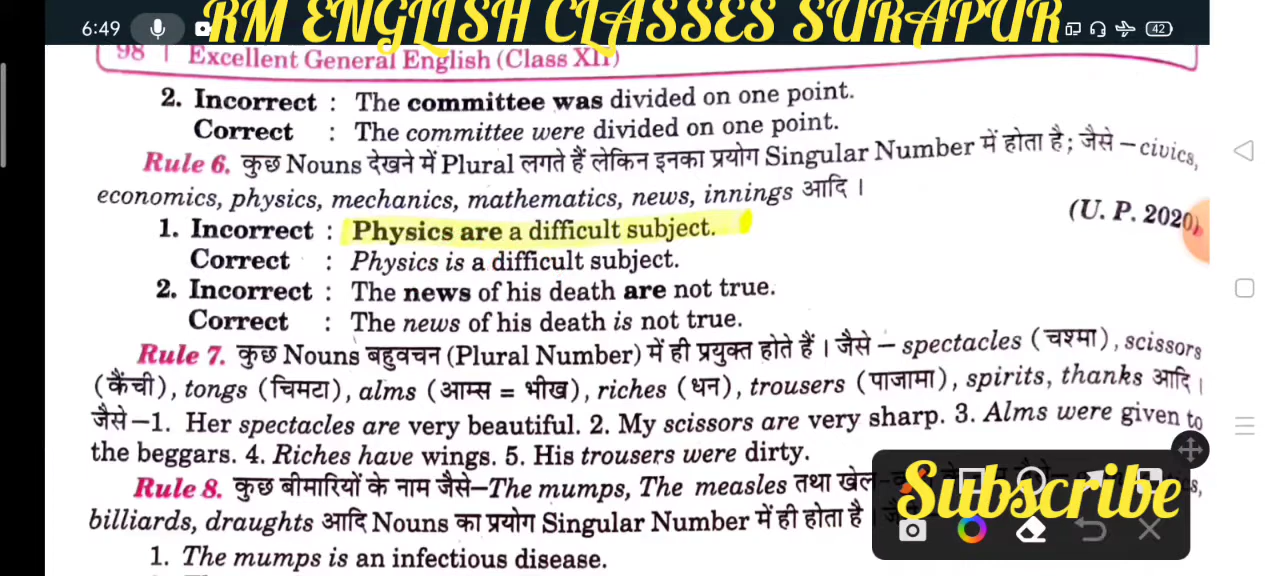 RM ENGLISH CLASSES SURAPUR
6:49
42
98 | Excellent General English (Class XII)
2. Incorrect : The committee was divided on one point.
Correct : The committee were divided on one point.
Rule 6. कुछ Nouns देखने में Plural लगते हैं लेकिन इनका प्रयोग Singular Number में होता है; जैसे – civics,
economics, physics, mechanics, mathematics, news, innings आदि ।
(U. P. 2020)
1. Incorrect : Physics are a difficult subject.
Correct : Physics is a difficult subject.
2. Incorrect : The news of his death are not true.
Correct : The news of his death is not true.
Rule 7. कुछ Nouns बहुवचन (Plural Number) में ही प्रयुक्त होते हैं । जैसे – spectacles (चश्मा), scissors
(कैंची), tongs (चिमटा), alms (आम्स = भीख), riches (धन), trousers (पाजामा), spirits, thanks आदि ।
जैसे –1. Her spectacles are very beautiful. 2. My scissors are very sharp. 3. Alms were given to
the beggars. 4. Riches have wings. 5. His trousers were dirty.
Rule 8. कुछ बीमारियों के नाम जैसे–The mumps, The measles तथा खेल
Subscribe
billiards, draughts आदि Nouns का प्रयोग Singular Number में ही होता है ।
1. The mumps is an infectious disease.